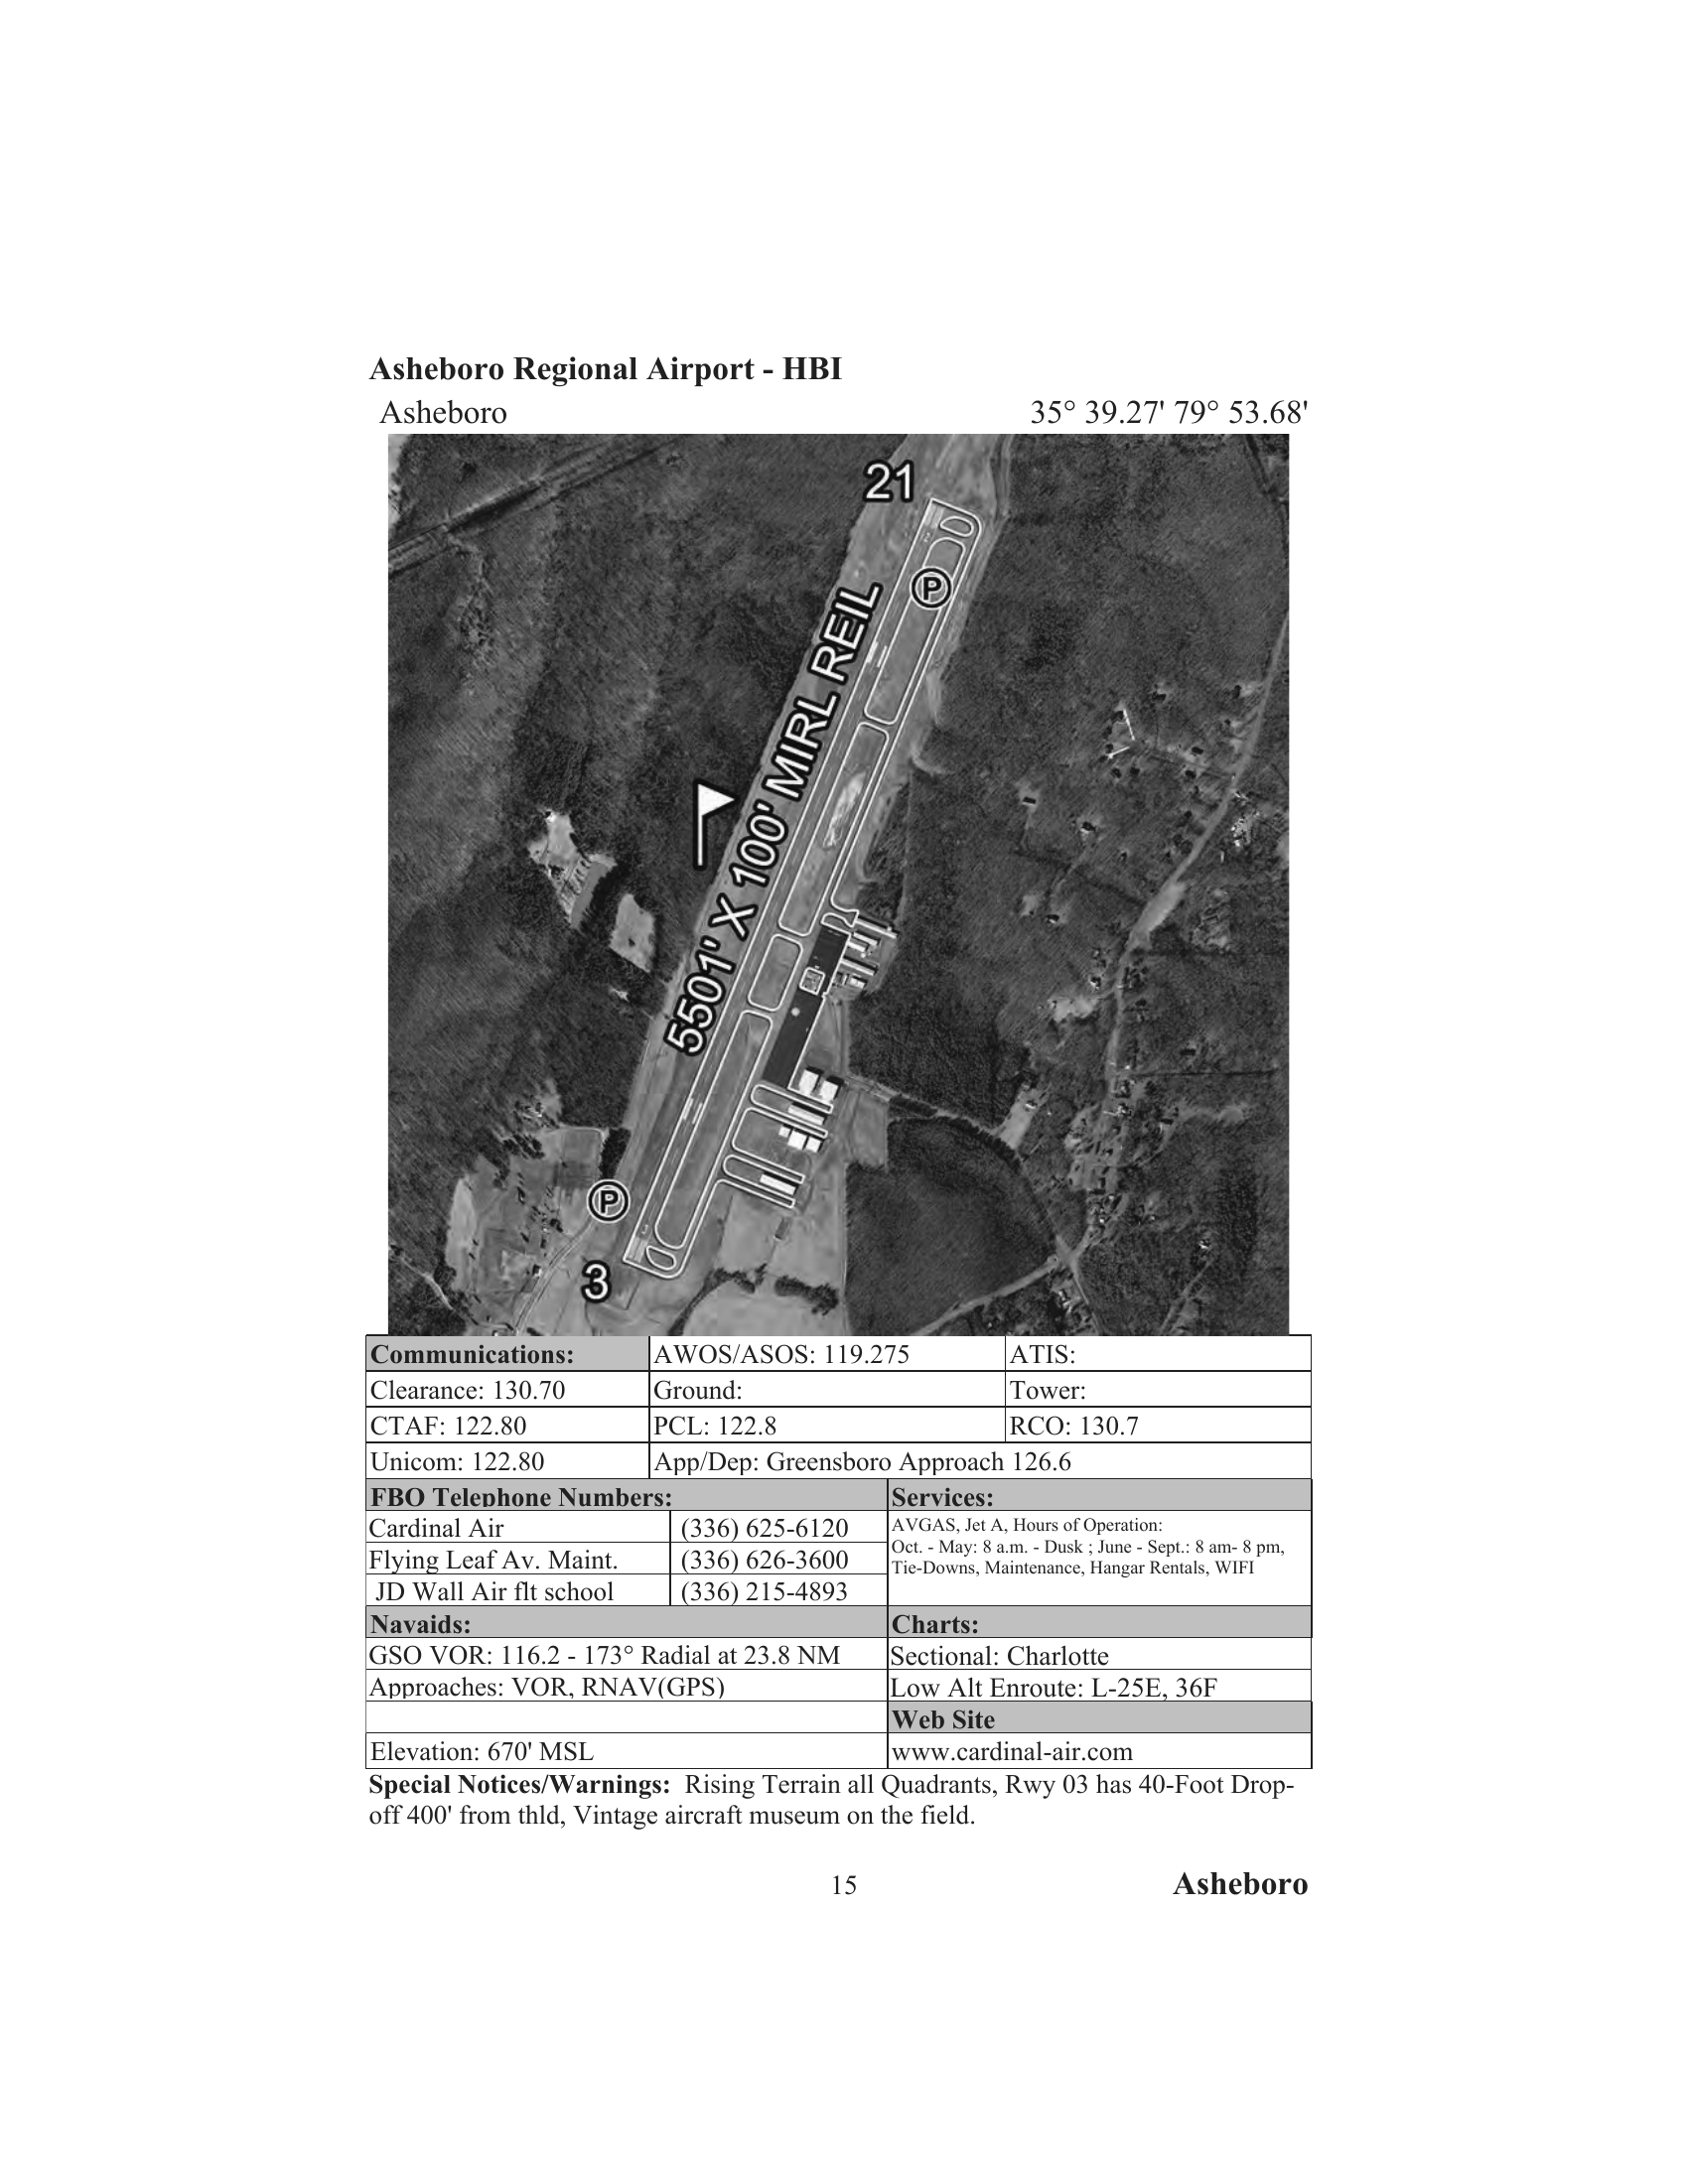 Asheboro Regional Airport - HBI
Asheboro 35° 39.27' 79° 53.68'
21
P
5501' X 100' MIRL REIL
P
3
Communications: AWOS/ASOS: 119.275 ATIS:
Clearance: 130.70 Ground: Tower:
CTAF: 122.80 PCL: 122.8 RCO: 130.7
Unicom: 122.80 App/Dep: Greensboro Approach 126.6
FBO Telephone Numbers: Services:
Cardinal Air (336) 625-6120
Flying Leaf Av. Maint. (336) 626-3600
JD Wall Air flt school (336) 215-4893
AVGAS, Jet A, Hours of Operation:
Oct. - May: 8 a.m. - Dusk ; June - Sept.: 8 am- 8 pm,
Tie-Downs, Maintenance, Hangar Rentals, WIFI
Navaids: Charts:
GSO VOR: 116.2 - 173° Radial at 23.8 NM Sectional: Charlotte
Approaches: VOR, RNAV(GPS) Low Alt Enroute: L-25E, 36F
Web Site
Elevation: 670' MSL www.cardinal-air.com
Special Notices/Warnings: Rising Terrain all Quadrants, Rwy 03 has 40-Foot Drop-
off 400' from thld, Vintage aircraft museum on the field.
15 Asheboro